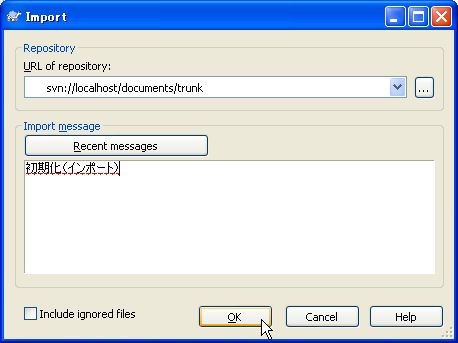 Import
Repository
URL of repository:
svn://localhost/documents/trunk
...
Import message
Recent messages
初期化(インポート)
Include ignored files
OK
Cancel
Help